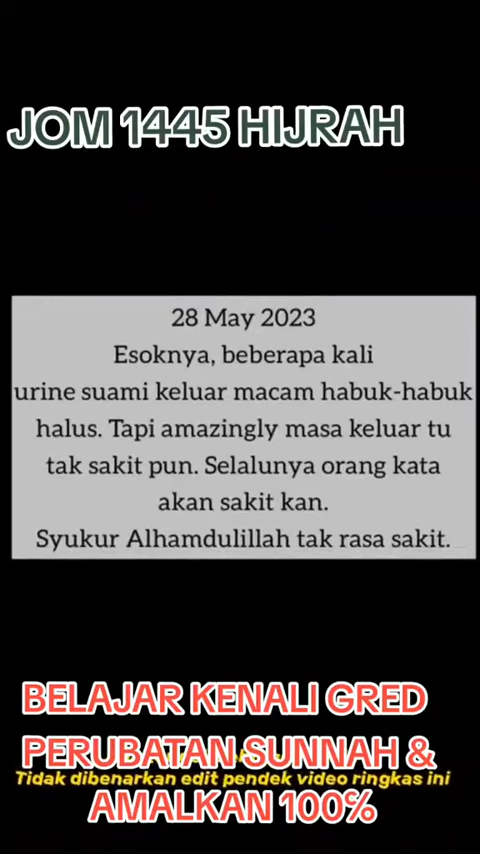 JOM 1445 HIJRAH
28 May 2023
Esoknya, beberapa kali
urine suami keluar macam habuk-habuk
halus. Tapi amazingly masa keluar tu
tak sakit pun. Selalunya orang kata
akan sakit kan.
Syukur Alhamdulillah tak rasa sakit.
BELAJAR KENALI GRED
PERUBATAN SUNNAH &
Tidak dibenarkan edit pendek video ringkas ini
AMALKAN 100%